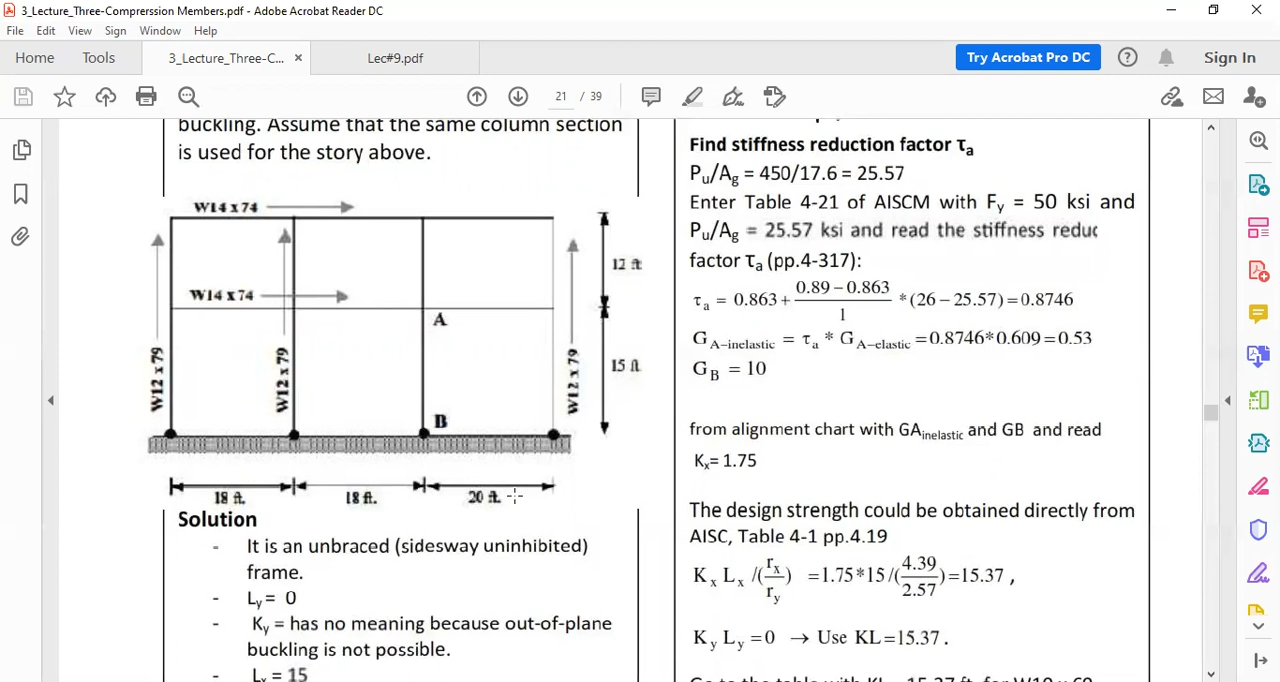 3_Lecture_Three-Comprerssion Members.pdf - Adobe Acrobat Reader DC
File Edit View Sign Window Help
Home Tools 3_Lecture_Three-C... × Lec#9.pdf Try Acrobat Pro DC Sign In
21 / 39
buckling. Assume that the same column section
is used for the story above.
W14 x 74
12 ft
W14 x 74
A
15 ft
W12 x 79
W12 x 79
W12 x 79
B
18 ft.
18 ft.
20 ft.
Solution
- It is an unbraced (sidesway uninhibited)
frame.
- Ly = 0
- Ky = has no meaning because out-of-plane
buckling is not possible.
- Lx = 15
Find stiffness reduction factor τa
Pu/Ag = 450/17.6 = 25.57
Enter Table 4-21 of AISCM with Fy = 50 ksi and
Pu/Ag = 25.57 ksi and read the stiffness reduc
factor τa (pp.4-317):
τa = 0.863 + (0.89 − 0.863)/1 * (26 − 25.57) = 0.8746
GA−inelastic = τa * GA−elastic = 0.8746*0.609 = 0.53
GB = 10
from alignment chart with GAinelastic and GB and read
Kx= 1.75
The design strength could be obtained directly from
AISC, Table 4-1 pp.4.19
Kx Lx /(rx/ry) = 1.75*15/(4.39/2.57) = 15.37 ,
Ky Ly = 0 → Use KL = 15.37 .